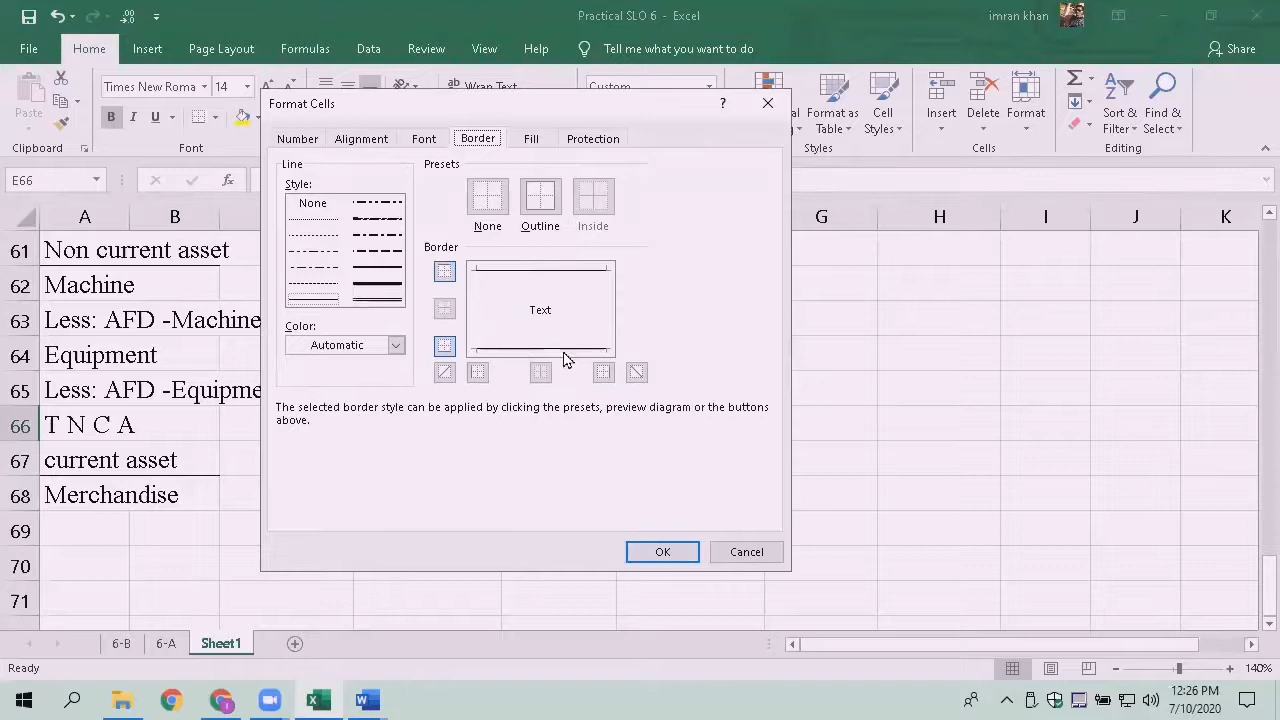 Practical SLO 6 - Excel
imran khan
File Home Insert Page Layout Formulas Data Review View Help Tell me what you want to do Share
Times New Roma 14 Wrap Text Custom
Paste
Format as Table
Cell Styles
Insert Delete Format
Sort & Filter
Find & Select
Clipboard Font Styles Cells Editing
E66
fx
Format Cells
?
Number Alignment Font Border Fill Protection
Line
Style:
None
Color:
Automatic
Presets
None Outline Inside
Border
Text
The selected border style can be applied by clicking the presets, preview diagram or the buttons
above.
OK Cancel
A B G H I J K
61 Non current asset
62 Machine
63 Less: AFD -Machine
64 Equipment
65 Less: AFD -Equipme
66 T N C A
67 current asset
68 Merchandise
69
70
71
6-B 6-A Sheet1
Ready
140%
12:26 PM
7/10/2020